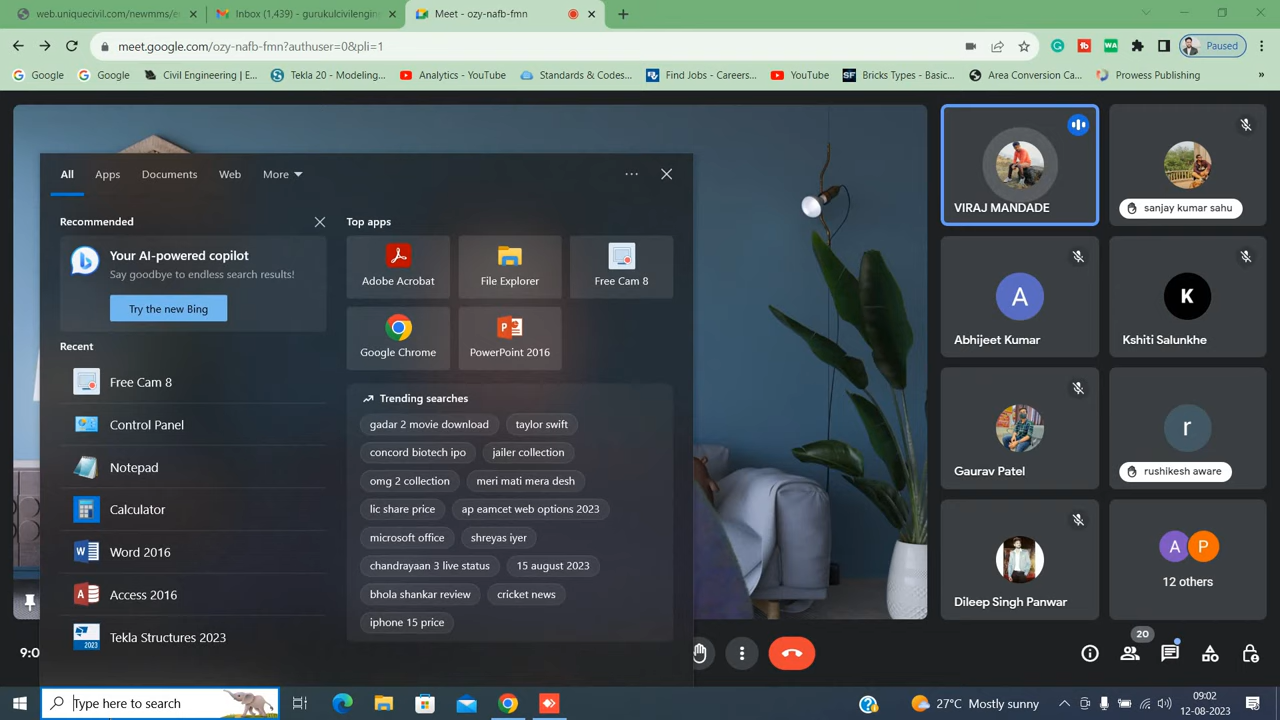 web.uniquecivil.com/newmms/e
Inbox (1,439) - gurukulcivilengin
Meet - ozy-nafb-fmn
meet.google.com/ozy-nafb-fmn?authuser=0&pli=1
Paused
Google
Google
Civil Engineering | E...
Tekla 20 - Modeling...
Analytics - YouTube
Standards & Codes...
Find Jobs - Careers...
YouTube
Bricks Types - Basic...
Area Conversion Ca...
Prowess Publishing
All
Apps
Documents
Web
More
Recommended
Your AI-powered copilot
Say goodbye to endless search results!
Try the new Bing
Recent
Free Cam 8
Control Panel
Notepad
Calculator
Word 2016
Access 2016
Tekla Structures 2023
Top apps
Adobe Acrobat
File Explorer
Free Cam 8
Google Chrome
PowerPoint 2016
Trending searches
gadar 2 movie download
taylor swift
concord biotech ipo
jailer collection
omg 2 collection
meri mati mera desh
lic share price
ap eamcet web options 2023
microsoft office
shreyas iyer
chandrayaan 3 live status
15 august 2023
bhola shankar review
cricket news
iphone 15 price
VIRAJ MANDADE
sanjay kumar sahu
A
Abhijeet Kumar
K
Kshiti Salunkhe
Gaurav Patel
r
rushikesh aware
Dileep Singh Panwar
A P
12 others
9:0
20
Type here to search
27°C Mostly sunny
09:02
12-08-2023